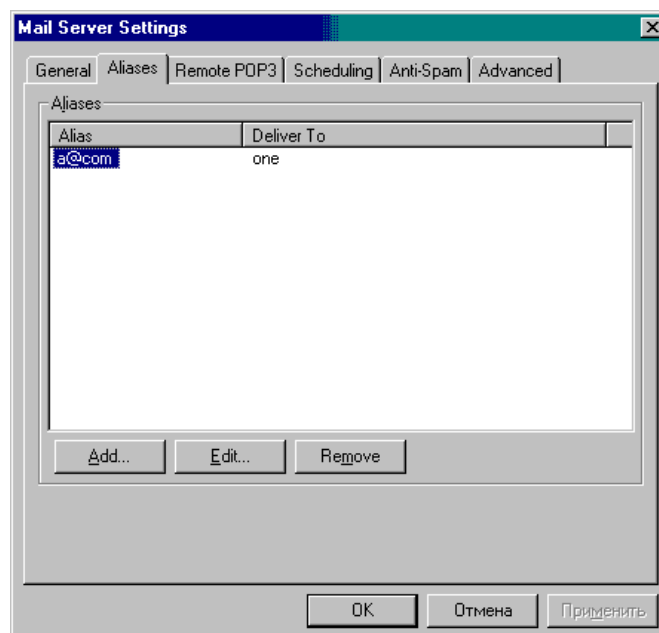 Mail Server Settings
General Aliases Remote POP3 Scheduling Anti-Spam Advanced
Aliases
Alias Deliver To
a@com one
Add... Edit... Remove
OK Отмена Применить